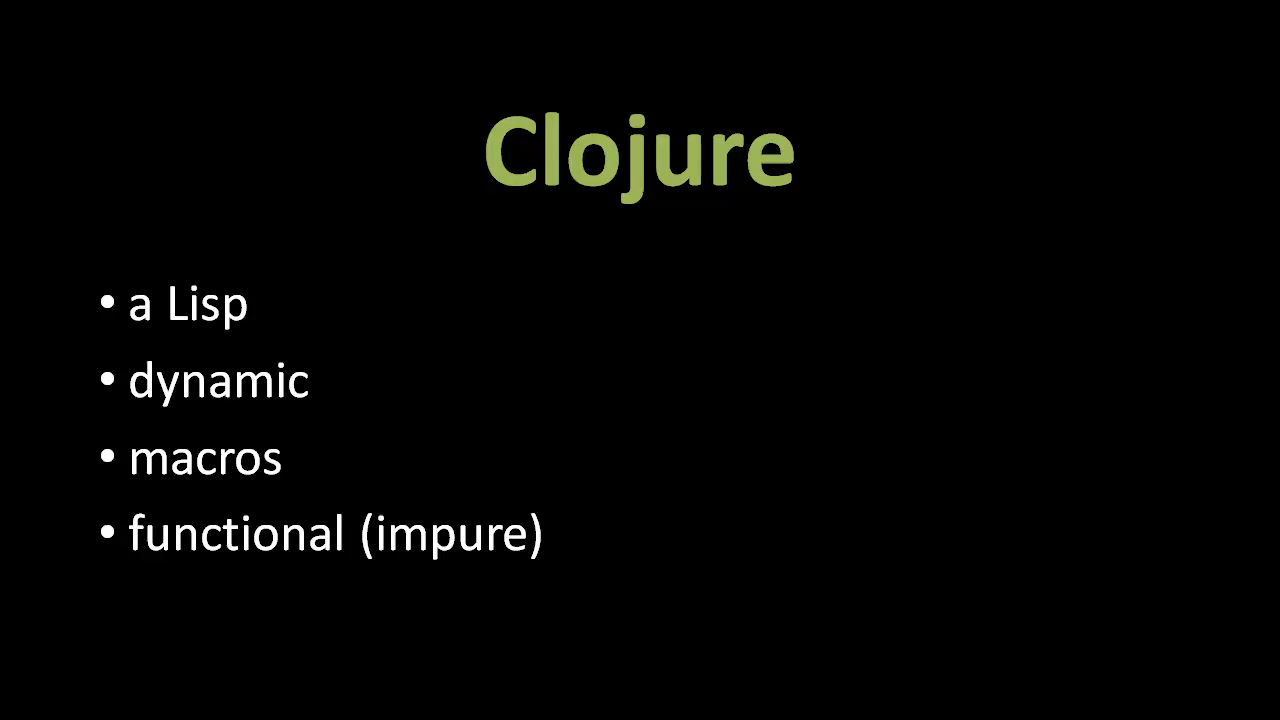 Clojure
• a Lisp
• dynamic
• macros
• functional (impure)